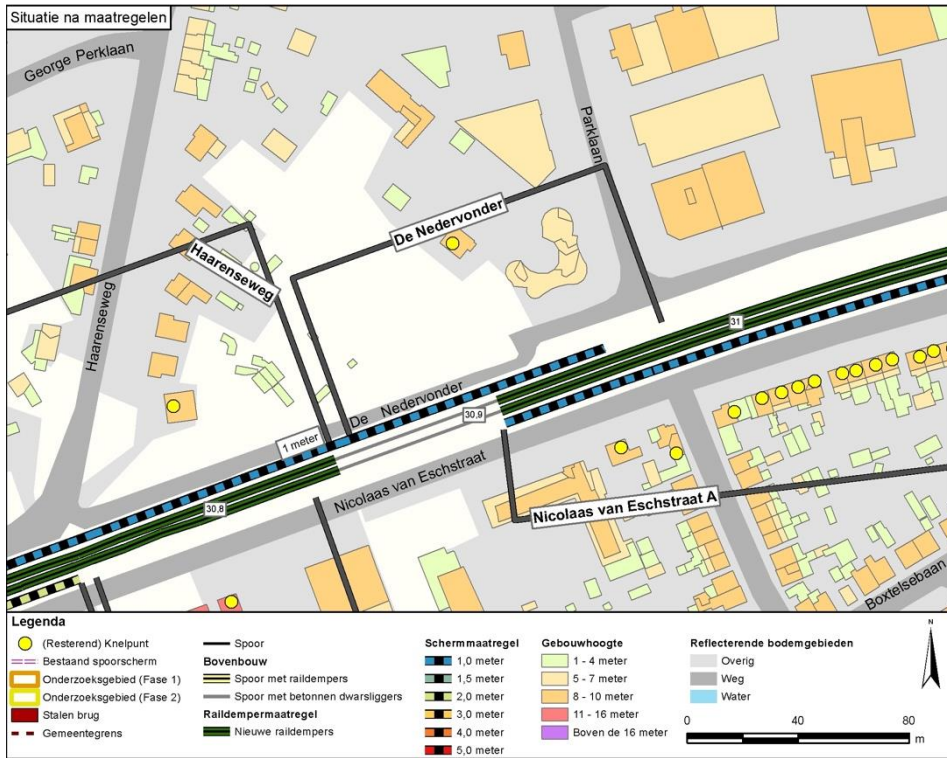 Situatie na maatregelen
George Perklaan
Parklaan
De Nedervonder
Haarenseweg
Haarenseweg
31
De Nedervonder
30,9
1 meter
Nicolaas van Eschstraat
30,8
Nicolaas van Eschstraat A
Boxtelsebaan
Legenda
(Resterend) Knelpunt
Bestaand spoorscherm
Onderzoeksgebied (Fase 1)
Onderzoeksgebied (Fase 2)
Stalen brug
Gemeentegrens
Spoor
Bovenbouw
Spoor met raildempers
Spoor met betonnen dwarsliggers
Raildempermaatregel
Nieuwe raildempers
Schermmaatregel
1,0 meter
1,5 meter
2,0 meter
3,0 meter
4,0 meter
5,0 meter
Gebouwhoogte
1 - 4 meter
5 - 7 meter
8 - 10 meter
11 - 16 meter
Boven de 16 meter
Reflecterende bodemgebieden
Overig
Weg
Water
N
0 40 80
m